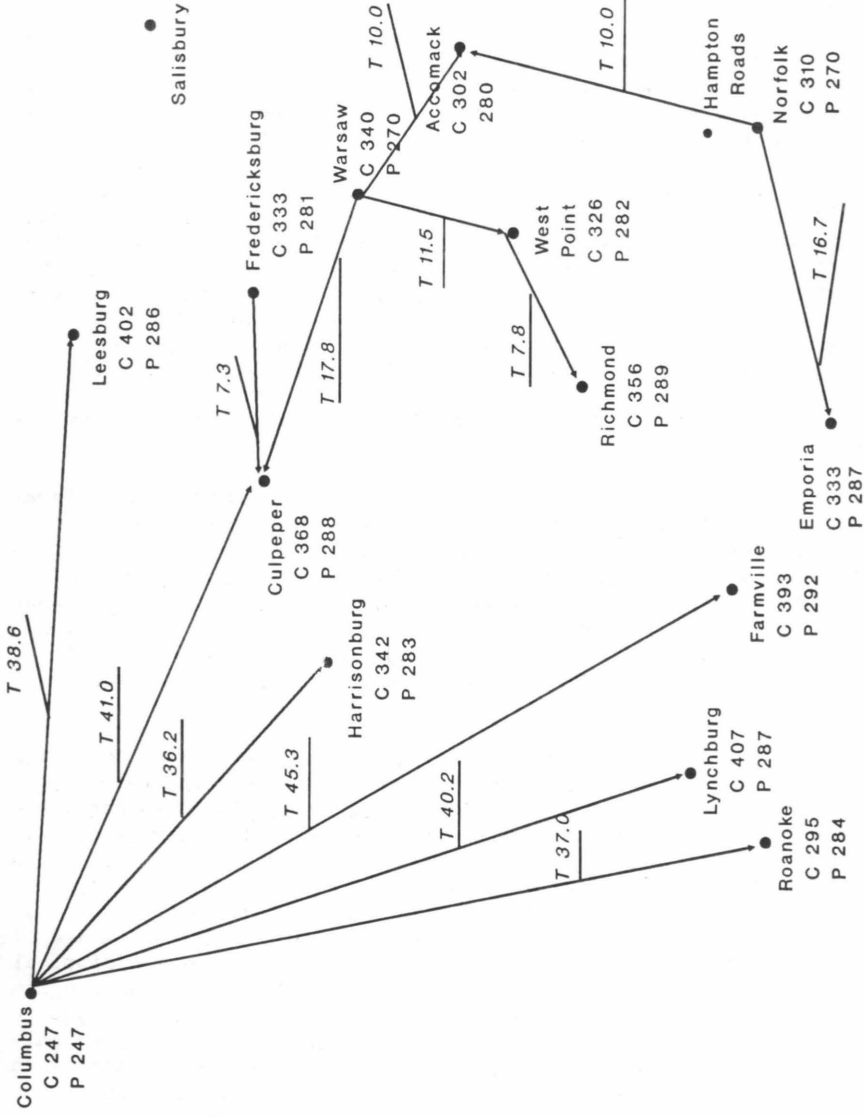 Salisbury
Columbus
C 247
P 247
T 38.6
Leesburg
C 402
P 286
T 41.0
T 36.2
T 45.3
T 40.2
T 37.0
T 7.3
Fredericksburg
C 333
P 281
Culpeper
C 368
P 288
T 17.8
Warsaw
C 340
P 270
T 10.0
Accomack
C 302
280
T 10.0
Hampton
Roads
Norfolk
C 310
P 270
T 11.5
West
Point
C 326
P 282
T 7.8
Richmond
C 356
P 289
T 16.7
Emporia
C 333
P 287
Harrisonburg
C 342
P 283
Farmville
C 393
P 292
Lynchburg
C 407
P 287
Roanoke
C 295
P 284